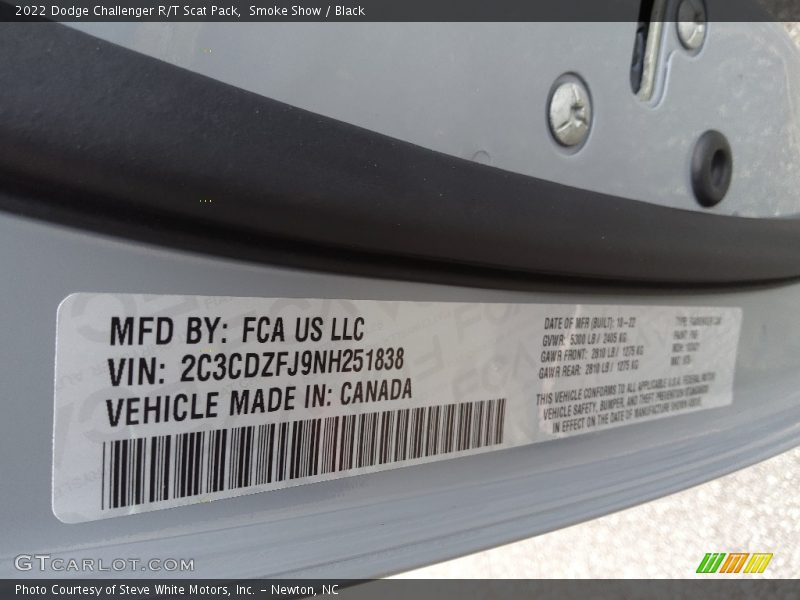 2022 Dodge Challenger R/T Scat Pack,  Smoke Show / Black
MFD BY: FCA US LLC
VIN: 2C3CDZFJ9NH251838
VEHICLE MADE IN: CANADA
DATE OF MFR (BUILT): 10-22
GVWR: 5300 LB / 2405 KG
GAWR FRONT: 2810 LB / 1275 KG
GAWR REAR: 2810 LB / 1275 KG
THIS VEHICLE CONFORMS TO ALL APPLICABLE U.S.A. FEDERAL MOTOR
VEHICLE SAFETY, BUMPER, AND THEFT PREVENTION STANDARDS
IN EFFECT ON THE DATE OF MANUFACTURE SHOWN ABOVE.
GTCARLOT.COM
Photo Courtesy of Steve White Motors, Inc. – Newton, NC